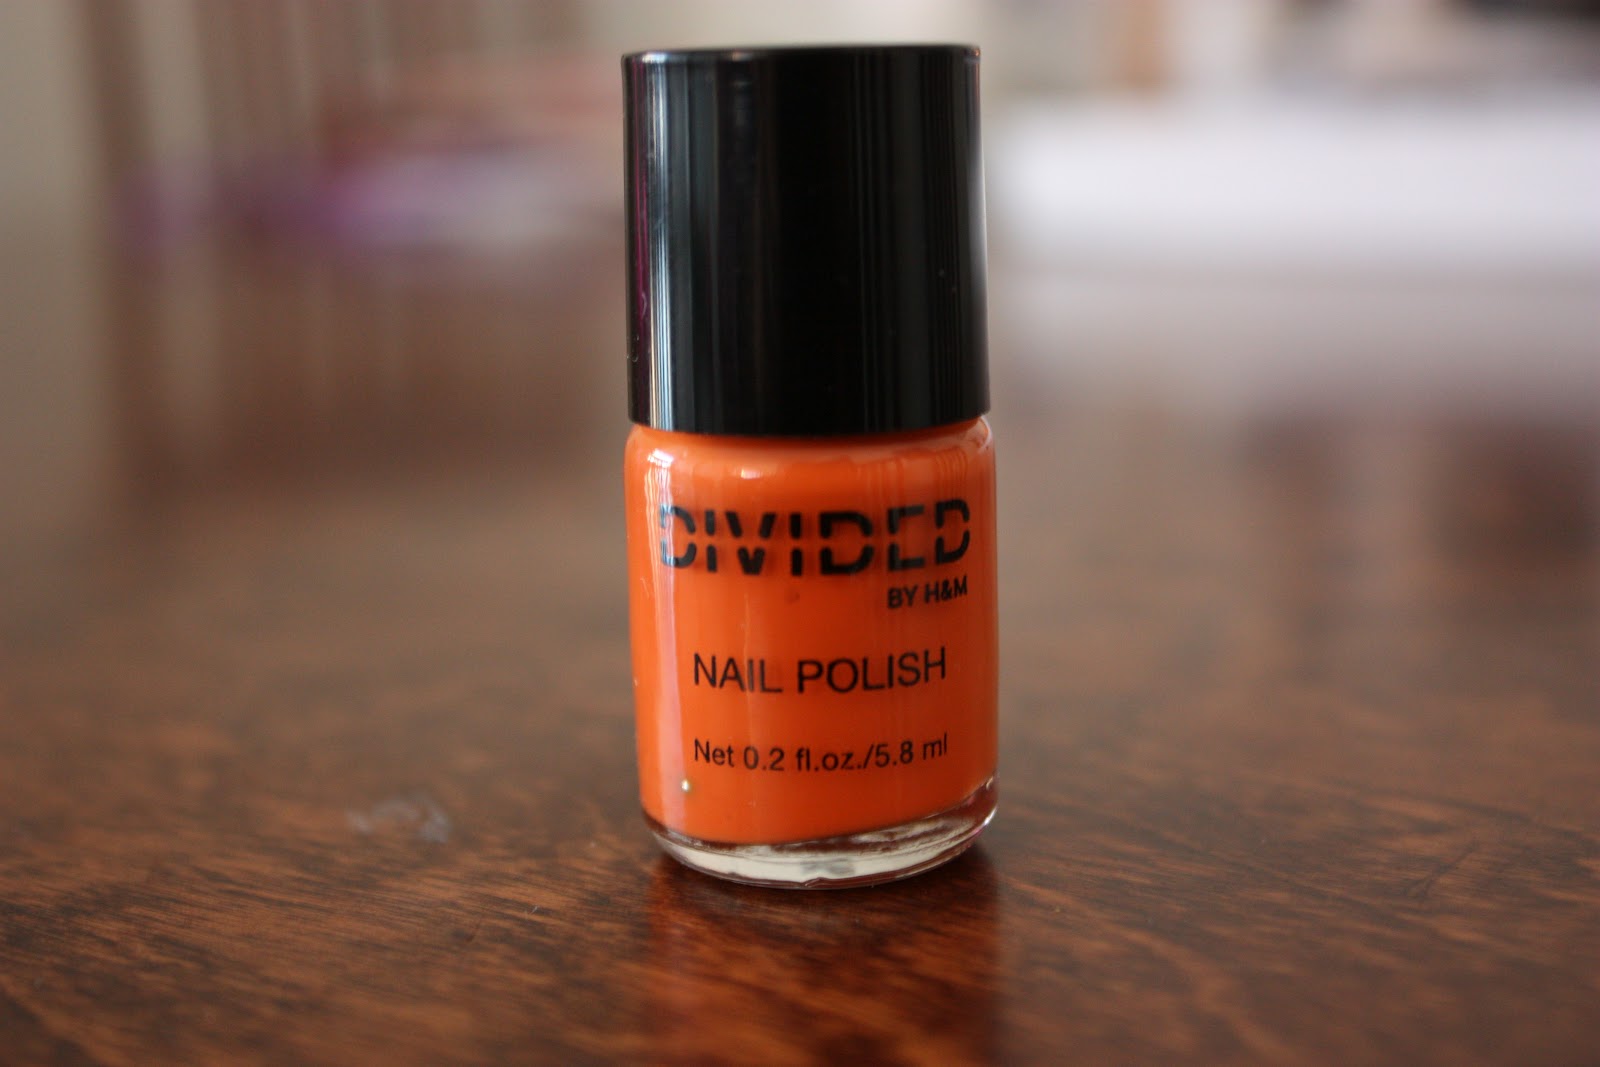 DIVIDED
BY H&M
NAIL POLISH
Net 0.2 fl.oz./5.8 ml